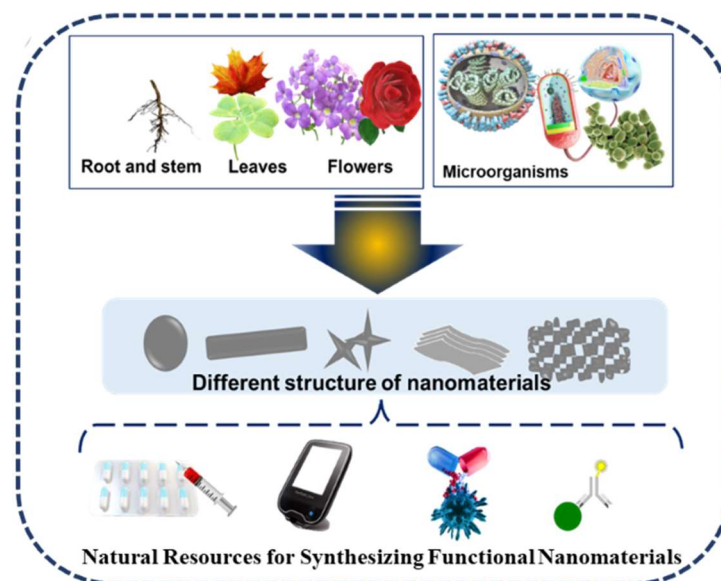 Root and stem
Leaves
Flowers
Microorganisms
Different structure of nanomaterials
Natural Resources for Synthesizing Functional Nanomaterials